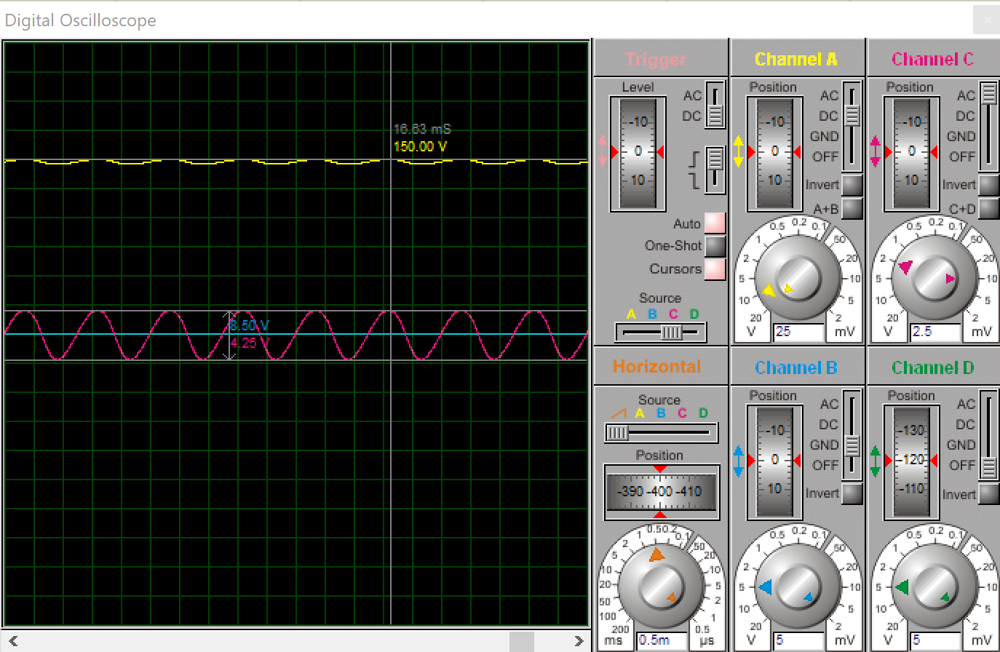 Digital Oscilloscope
16.63 mS
150.00 V
8.50 V
4.25 V
Trigger
Level
-10
0
10
AC
DC
Auto
One-Shot
Cursors
Source
A B C D
Channel A
Position
-10
0
10
AC
DC
GND
OFF
Invert
A+B
0.5 0.2 0.1
1 50
2 20
5 10
10 5
20 2
V 25 mV
Channel C
Position
-10
0
10
AC
DC
GND
OFF
Invert
C+D
0.5 0.2 0.1
1 50
2 20
5 10
10 5
20 2
V 2.5 mV
Horizontal
Source
A B C D
Position
-390 -400 -410
1 0.5 0.2 0.1
2 50
5 20
10 10
20 5
50 2
100 1
200 0.5
ms 0.5m µs
Channel B
Position
-10
0
10
AC
DC
GND
OFF
Invert
0.5 0.2 0.1
1 50
2 20
5 10
10 5
20 2
V 5 mV
Channel D
Position
-130
-120
-110
AC
DC
GND
OFF
Invert
0.5 0.2 0.1
1 50
2 20
5 10
10 5
20 2
V 5 mV